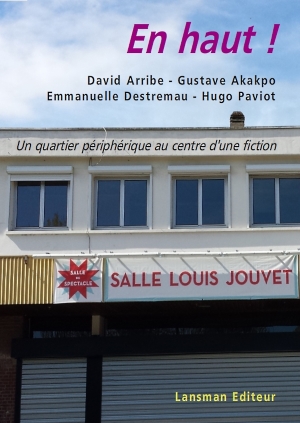 En haut !
David Arribe - Gustave Akakpo
Emmanuelle Destremau - Hugo Paviot
Un quartier périphérique au centre d'une fiction
SALLE
DE
SPECTACLE
SALLE LOUIS JOUVET
Lansman Editeur